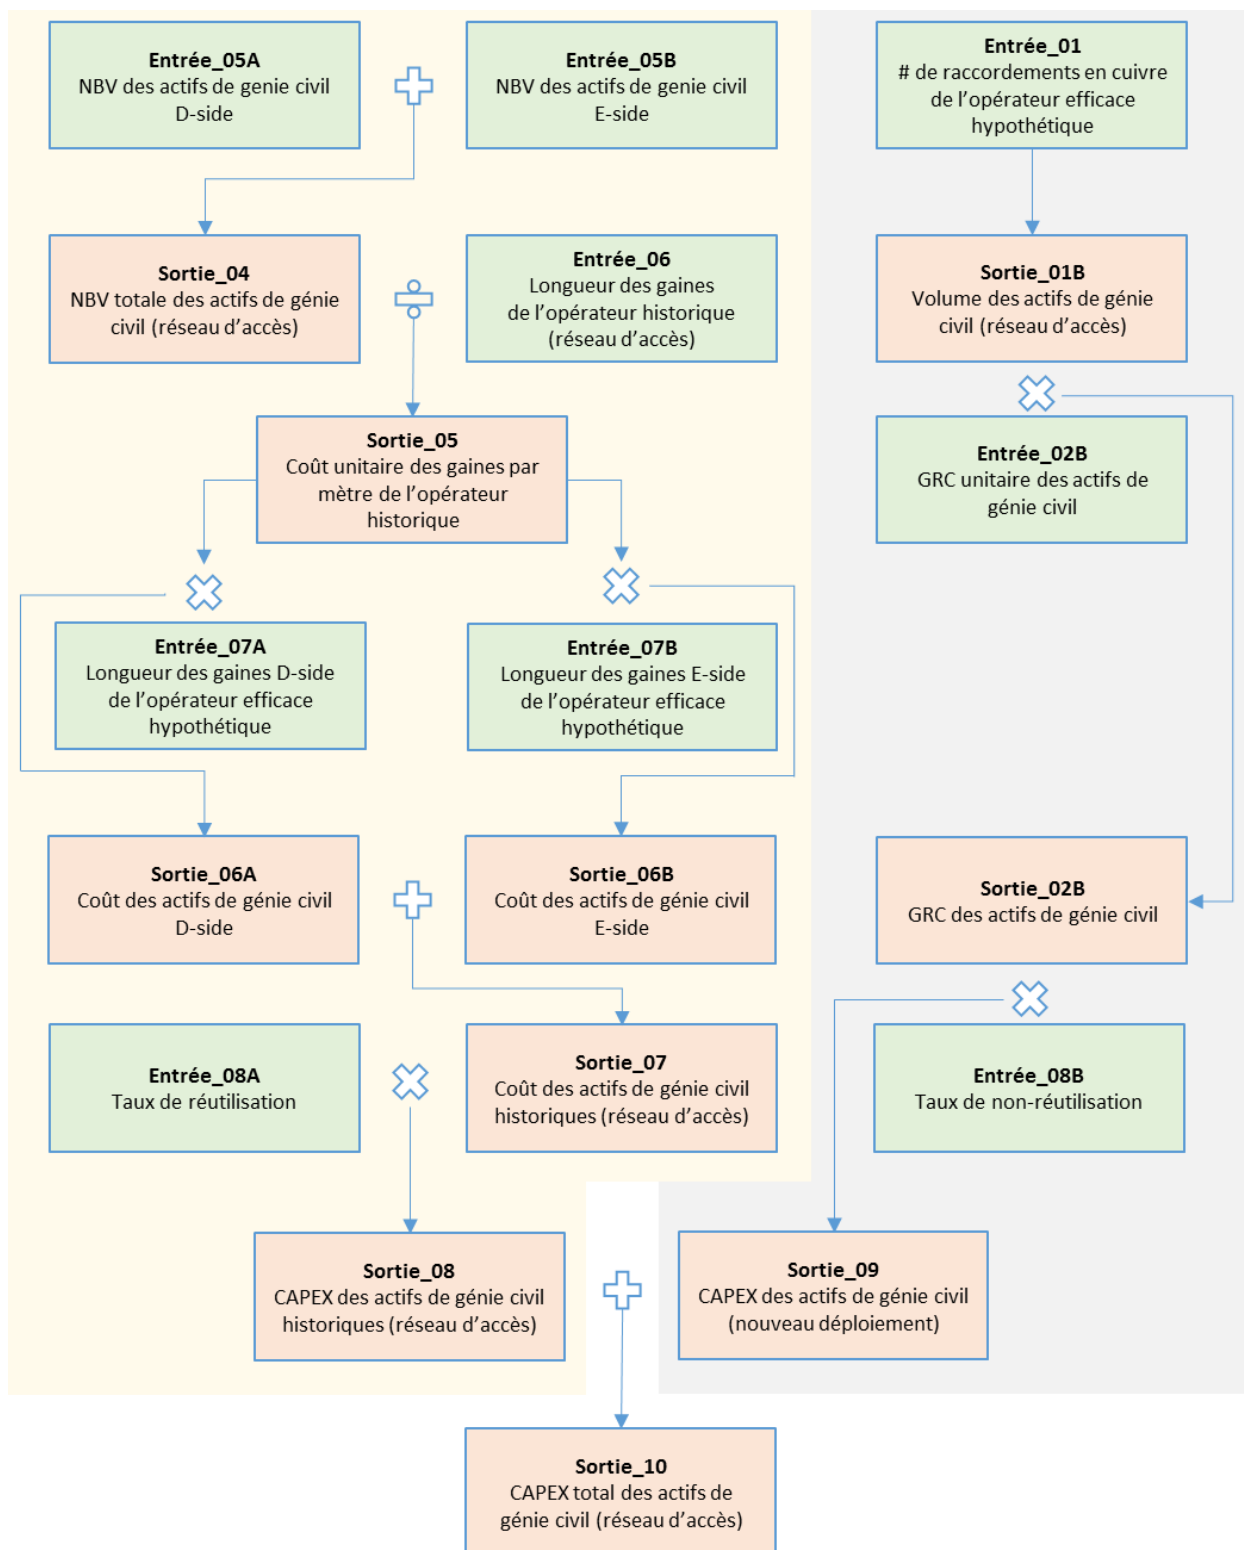 Entrée_05A
NBV des actifs de genie civil
D-side
Entrée_05B
NBV des actifs de genie civil
E-side
Entrée_01
# de raccordements en cuivre
de l’opérateur efficace
hypothétique
Sortie_04
NBV totale des actifs de génie
civil (réseau d’accès)
Entrée_06
Longueur des gaines
de l’opérateur historique
(réseau d’accès)
Sortie_01B
Volume des actifs de génie
civil (réseau d’accès)
Sortie_05
Coût unitaire des gaines par
mètre de l’opérateur
historique
Entrée_02B
GRC unitaire des actifs de
génie civil
Entrée_07A
Longueur des gaines D-side
de l’opérateur efficace
hypothétique
Entrée_07B
Longueur des gaines E-side
de l’opérateur efficace
hypothétique
Sortie_06A
Coût des actifs de génie civil
D-side
Sortie_06B
Coût des actifs de génie civil
E-side
Sortie_02B
GRC des actifs de génie civil
Entrée_08A
Taux de réutilisation
Sortie_07
Coût des actifs de génie civil
historiques (réseau d’accès)
Entrée_08B
Taux de non-réutilisation
Sortie_08
CAPEX des actifs de génie civil
historiques (réseau d’accès)
Sortie_09
CAPEX des actifs de génie civil
(nouveau déploiement)
Sortie_10
CAPEX total des actifs de
génie civil (réseau d’accès)